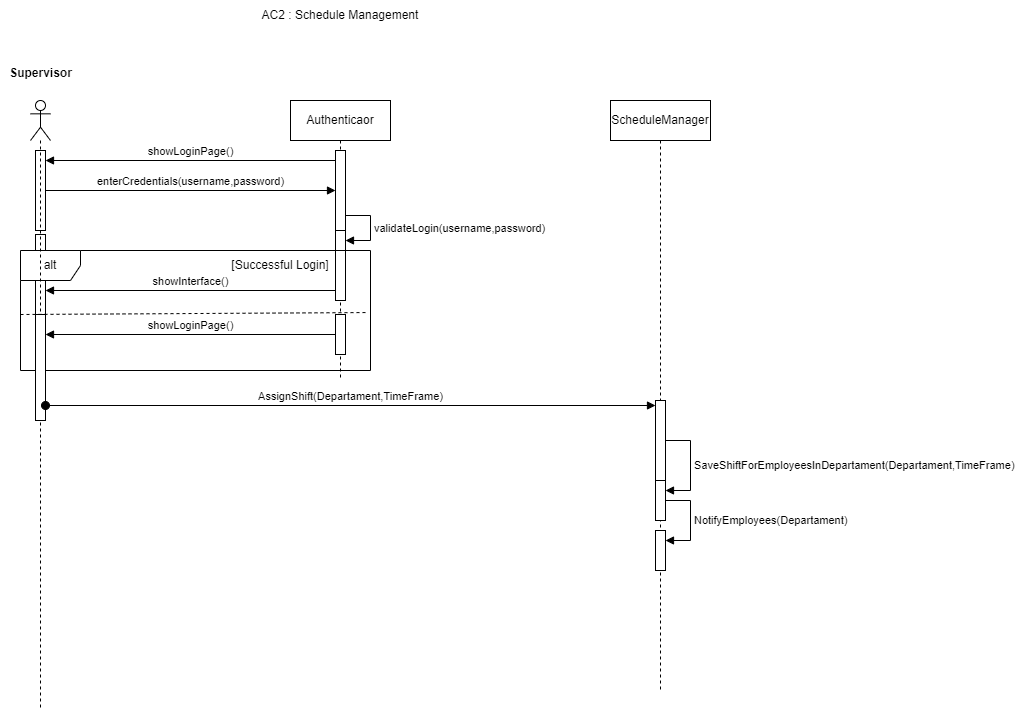 AC2 : Schedule Management
Supervisor
Authenticaor
ScheduleManager
showLoginPage()
enterCredentials(username,password)
validateLogin(username,password)
alt
[Successful Login]
showInterface()
showLoginPage()
AssignShift(Departament,TimeFrame)
SaveShiftForEmployeesInDepartament(Departament,TimeFrame)
NotifyEmployees(Departament)